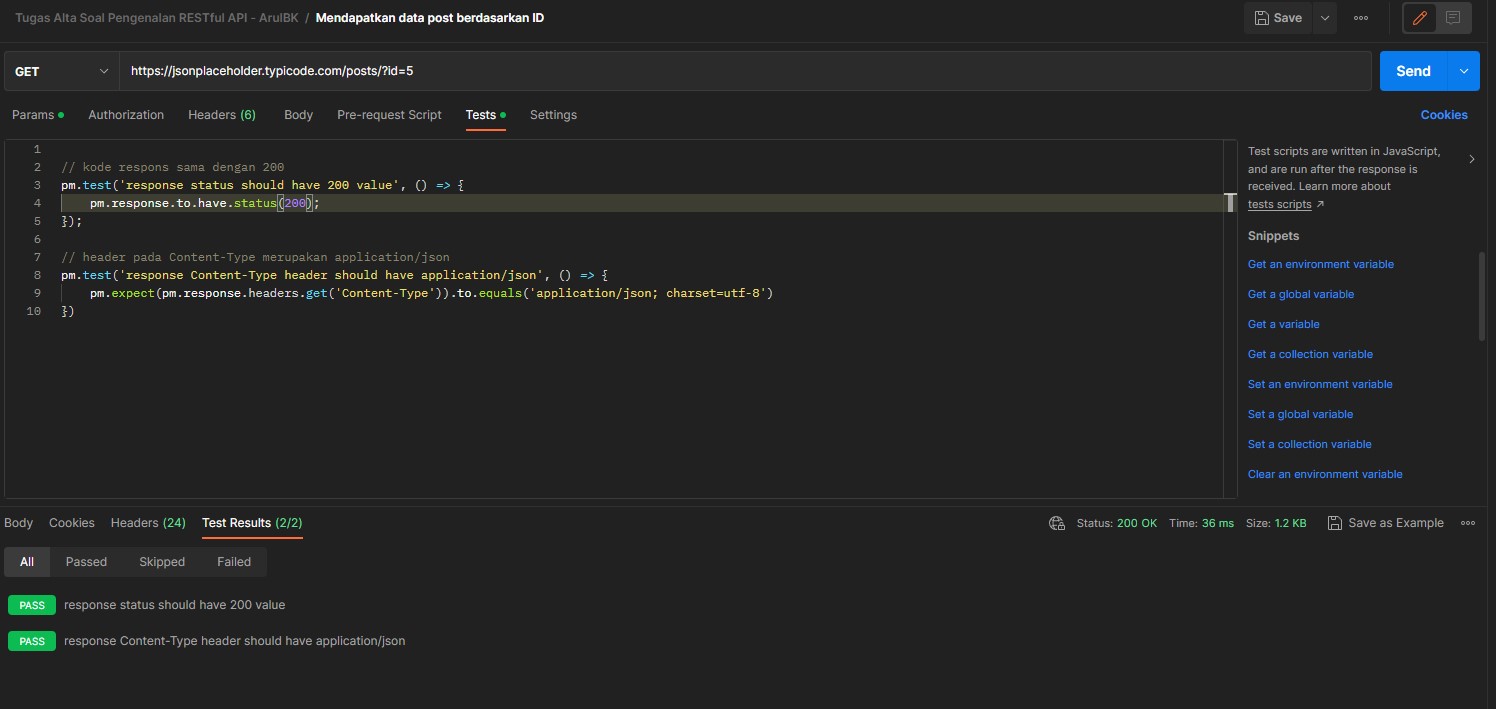 Tugas Alta Soal Pengenalan RESTful API - ArulBK / Mendapatkan data post berdasarkan ID
Save
GET
https://jsonplaceholder.typicode.com/posts/?id=5
Send
Params Authorization Headers (6) Body Pre-request Script Tests Settings
Cookies
1
2 // kode respons sama dengan 200
3 pm.test('response status should have 200 value', () => {
4 pm.response.to.have.status(200);
5 });
6
7 // header pada Content-Type merupakan application/json
8 pm.test('response Content-Type header should have application/json', () => {
9 pm.expect(pm.response.headers.get('Content-Type')).to.equals('application/json; charset=utf-8')
10 })
Test scripts are written in JavaScript,
and are run after the response is
received. Learn more about
tests scripts ↗
Snippets
Get an environment variable
Get a global variable
Get a variable
Get a collection variable
Set an environment variable
Set a global variable
Set a collection variable
Clear an environment variable
Body Cookies Headers (24) Test Results (2/2)
Status: 200 OK Time: 36 ms Size: 1.2 KB Save as Example
All Passed Skipped Failed
PASS response status should have 200 value
PASS response Content-Type header should have application/json